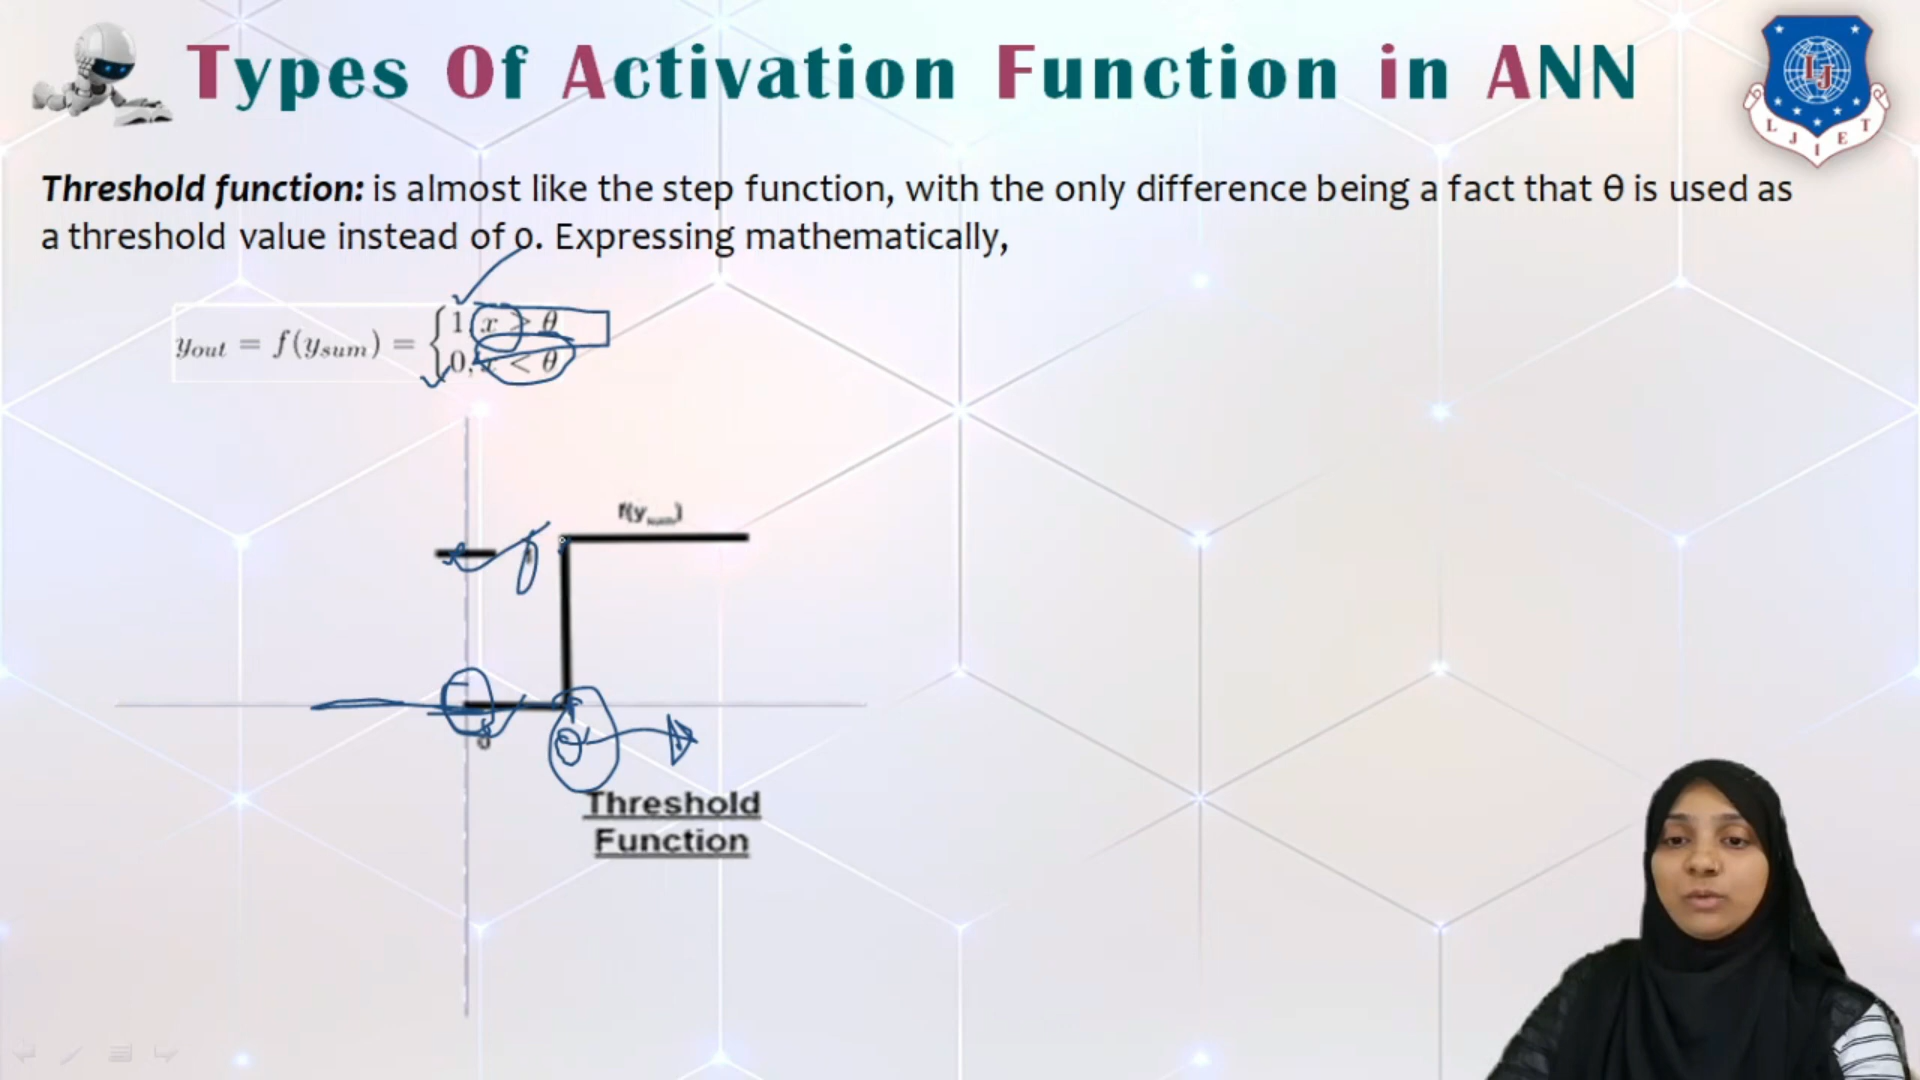 Types Of Activation Function in ANN
LJ
L J I E T
Threshold function: is almost like the step function, with the only difference being a fact that θ is used as
a threshold value instead of 0. Expressing mathematically,
yout = f(ysum) = { 1, x > θ
0, x < θ
f(ysum)
0
Threshold
Function